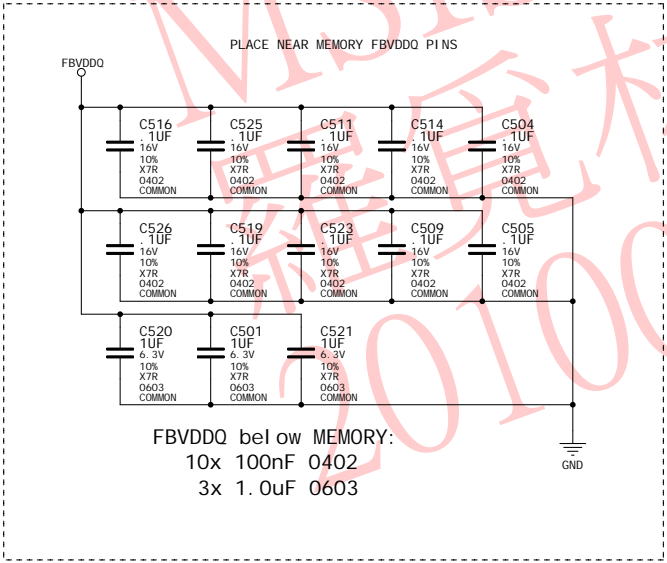 PLACE NEAR MEMORY FBVDDQ PINS
FBVDDQ
C516 C525 C511 C514 C504
.1UF .1UF .1UF .1UF .1UF
16V 16V 16V 16V 16V
10% 10% 10% 10% 10%
X7R X7R X7R X7R X7R
0402 0402 0402 0402 0402
COMMON COMMON COMMON COMMON COMMON
C526 C519 C523 C509 C505
.1UF .1UF .1UF .1UF .1UF
16V 16V 16V 16V 16V
10% 10% 10% 10% 10%
X7R X7R X7R X7R X7R
0402 0402 0402 0402 0402
COMMON COMMON COMMON COMMON COMMON
C520 C501 C521
1UF 1UF 1UF
6.3V 6.3V 6.3V
10% 10% 10%
X7R X7R X7R
0603 0603 0603
COMMON COMMON COMMON
FBVDDQ below MEMORY:
10x 100nF 0402
3x 1.0uF 0603
GND
羅覓